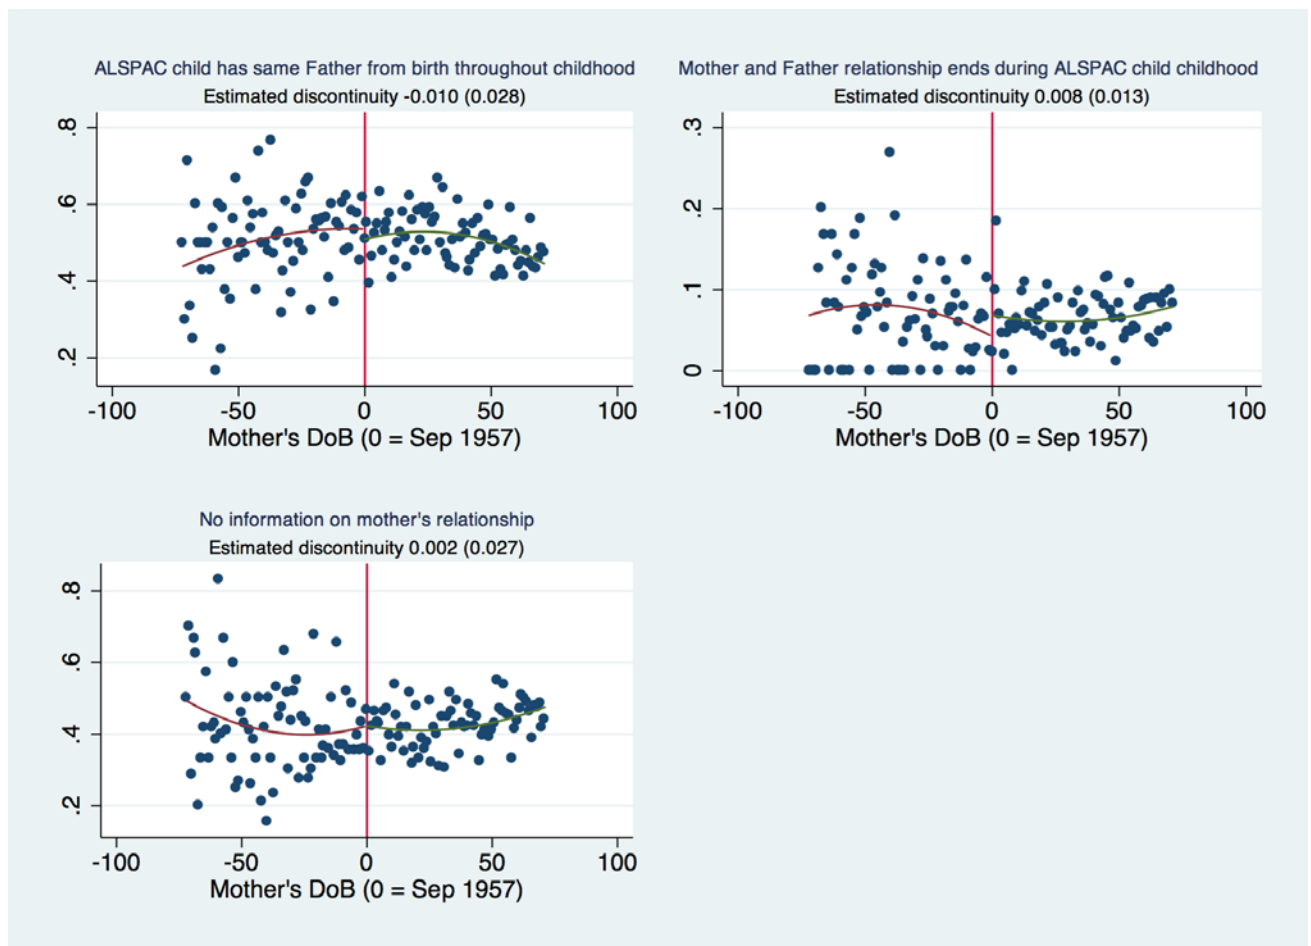 ALSPAC child has same Father from birth throughout childhood
Estimated discontinuity -0.010 (0.028)
.8
.6
.4
.2
-100 -50 0 50 100
Mother's DoB (0 = Sep 1957)
Mother and Father relationship ends during ALSPAC child childhood
Estimated discontinuity 0.008 (0.013)
.3
.2
.1
0
-100 -50 0 50 100
Mother's DoB (0 = Sep 1957)
No information on mother's relationship
Estimated discontinuity 0.002 (0.027)
.8
.6
.4
.2
-100 -50 0 50 100
Mother's DoB (0 = Sep 1957)